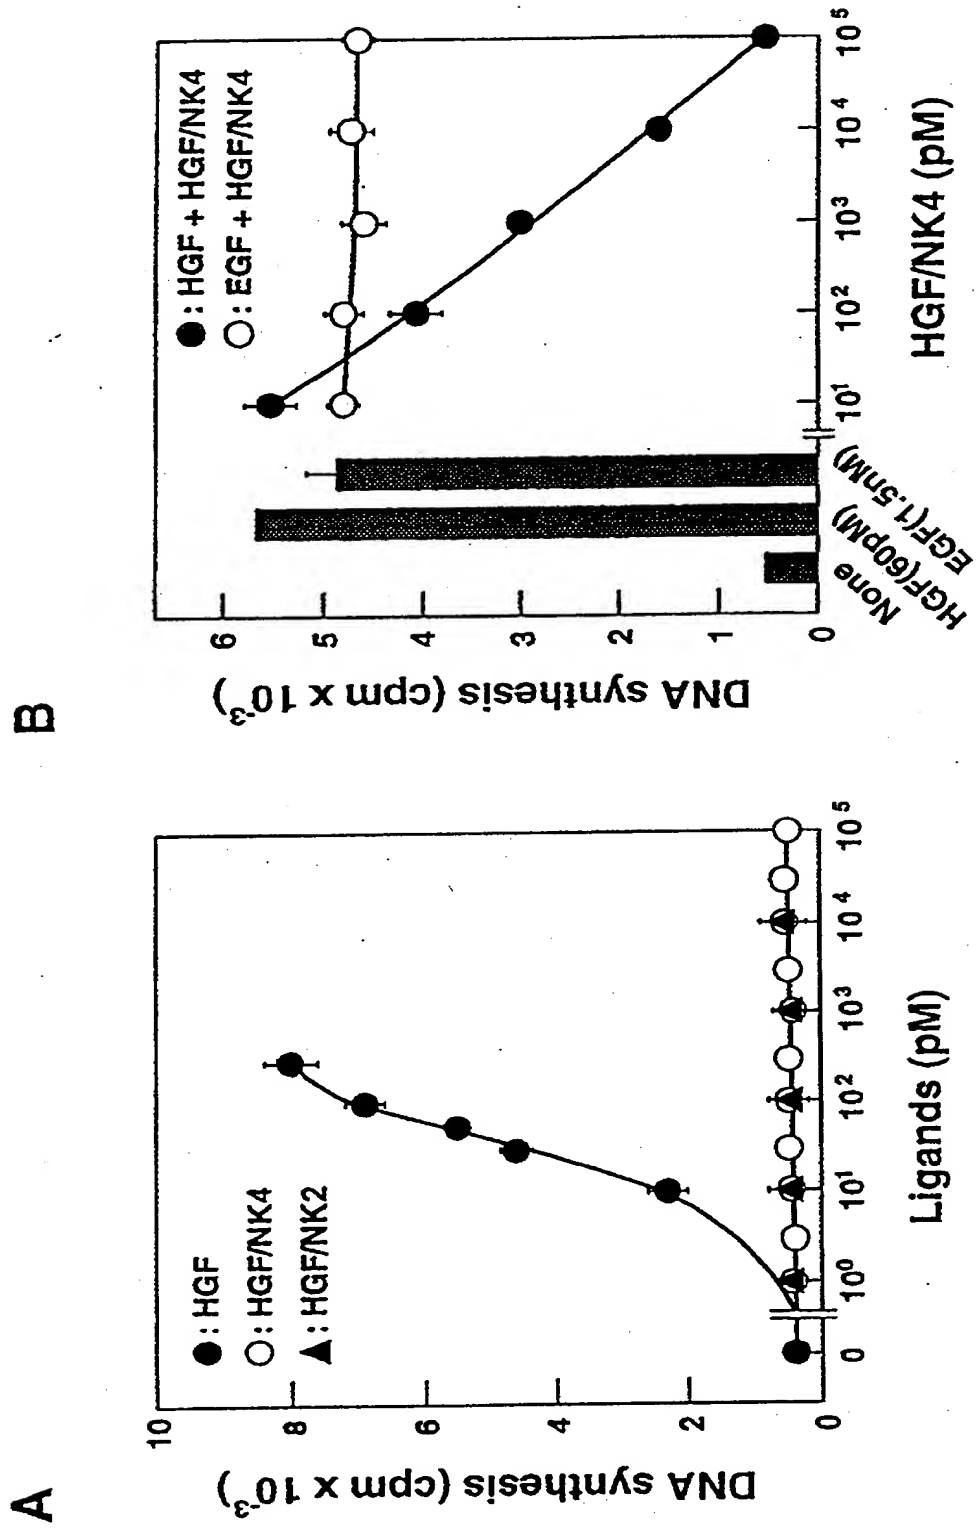 A
DNA synthesis (cpm x 10⁻³)
10
8
6
4
2
0
●: HGF
○: HGF/NK4
▲: HGF/NK2
0 10⁰ 10¹ 10² 10³ 10⁴ 10⁵
Ligands (pM)
B
DNA synthesis (cpm x 10⁻³)
6
5
4
3
2
1
0
●: HGF + HGF/NK4
○: EGF + HGF/NK4
None
HGF(60pM)
EGF(1.5nM)
10¹ 10² 10³ 10⁴ 10⁵
HGF/NK4 (pM)